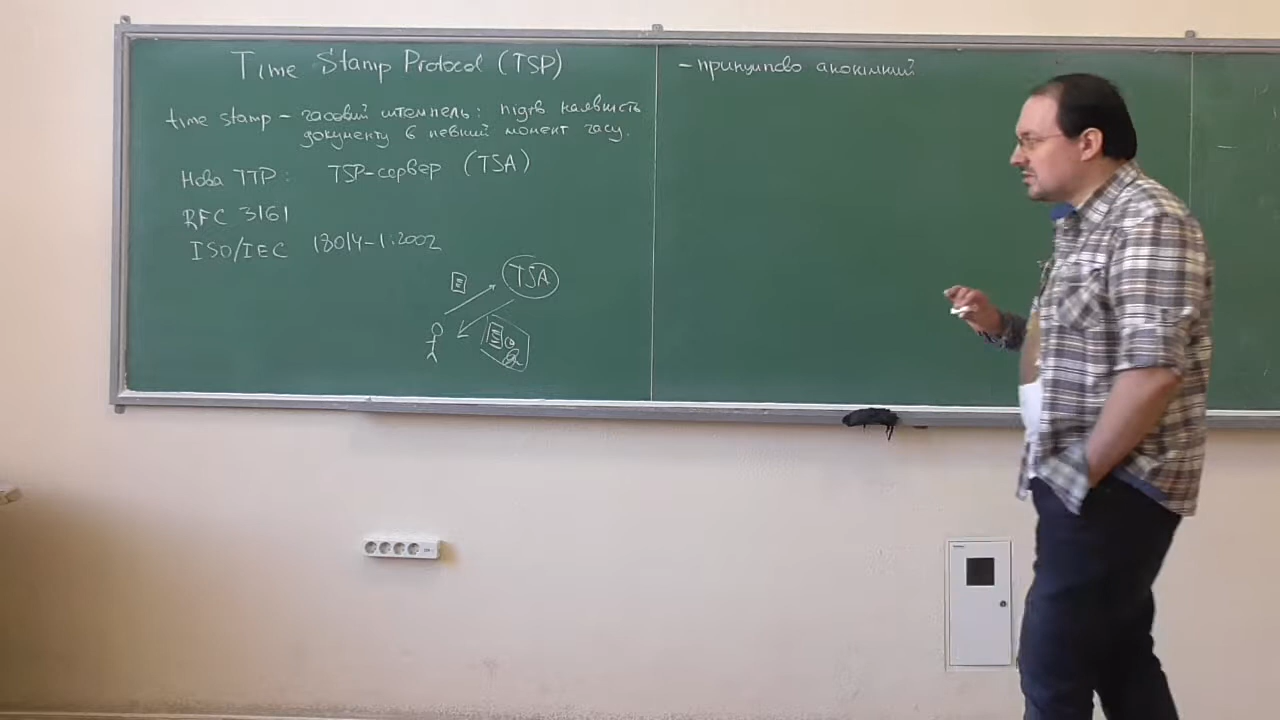 Time Stamp Protocol (TSP)
time stamp – часовий штемпель: підтв наявність
документу в певний момент часу.
Нова ТТР: TSP-сервер (TSA)
RFC 3161
ISO/IEC 18014-1:2002
TSA
- принципово анонімний